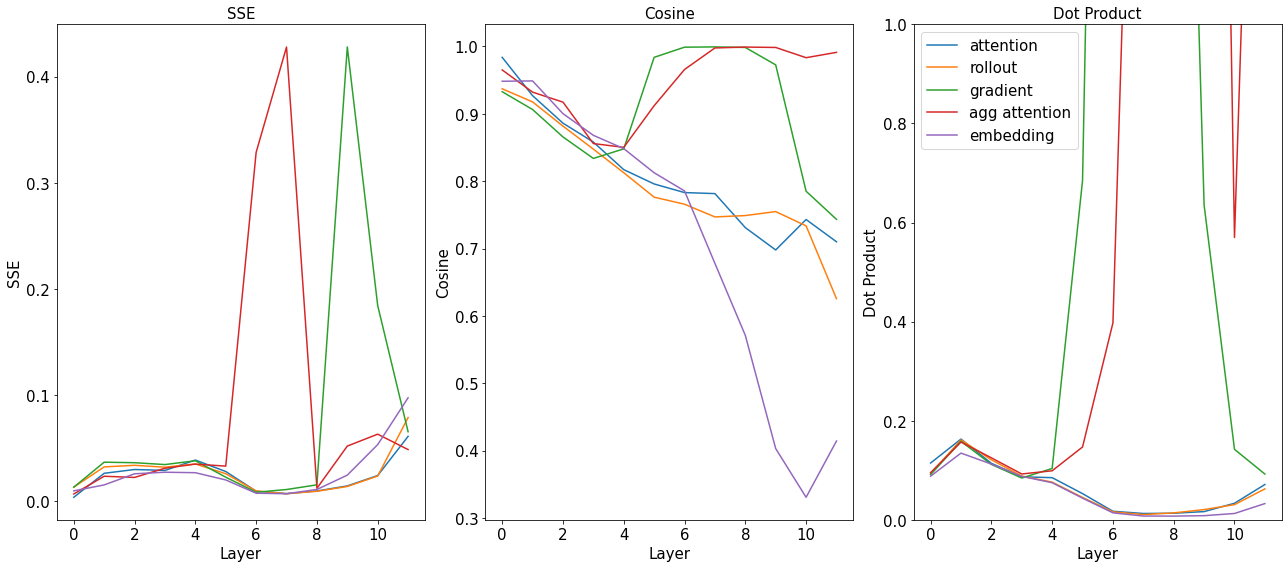 SSE
SSE
0.4
0.3
0.2
0.1
0.0
0 2 4 6 8 10
Layer
Cosine
Cosine
1.0
0.9
0.8
0.7
0.6
0.5
0.4
0.3
0 2 4 6 8 10
Layer
Dot Product
Dot Product
1.0
0.8
0.6
0.4
0.2
0.0
attention
rollout
gradient
agg attention
embedding
0 2 4 6 8 10
Layer